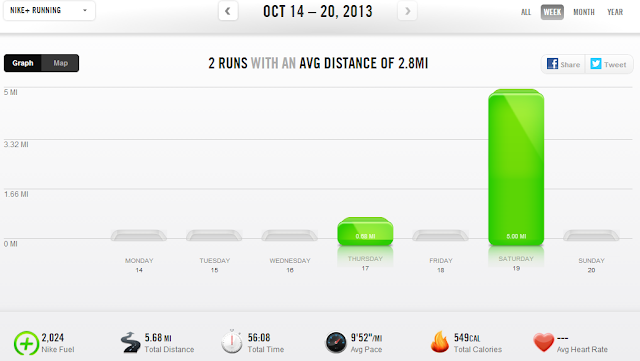 NIKE+ RUNNING
OCT 14 – 20, 2013
ALL WEEK MONTH YEAR
Graph Map
2 RUNS WITH AN AVG DISTANCE OF 2.8MI
Share Tweet
5 MI
3.32 MI
1.66 MI
0 MI
0.68 MI
5.00 MI
MONDAY TUESDAY WEDNESDAY THURSDAY FRIDAY SATURDAY SUNDAY
14 15 16 17 18 19 20
2,024 5.68 MI 56:08 9'52"/MI 549CAL ---
Nike Fuel Total Distance Total Time Avg Pace Total Calories Avg Heart Rate